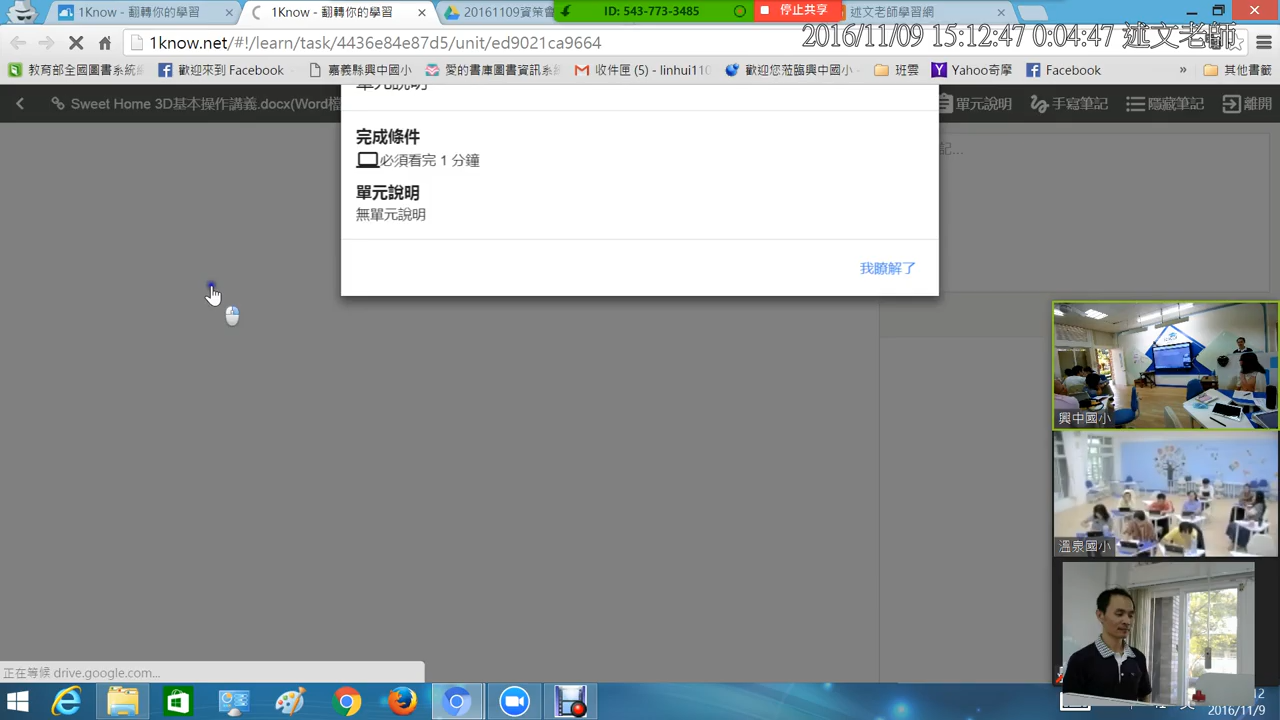 1Know - 翻轉你的學習
1Know - 翻轉你的學習
20161109資策會
ID: 543-773-3485
停止共享
述文老師學習網
2016/11/09 15:12:47 0:04:47 述文老師
1know.net/#!/learn/task/4436e84e87d5/unit/ed9021ca9664
教育部全國圖書系統
歡迎來到 Facebook
嘉義縣興中國小
愛的書庫圖書資訊系
收件匣 (5) - linhui110
歡迎您蒞臨興中國小
班雲
Yahoo奇摩
Facebook
»
其他書籤
Sweet Home 3D基本操作講義.docx(Word檔
單元說明
手寫筆記
隱藏筆記
離開
單元說明
記...
完成條件
必須看完 1 分鐘
單元說明
無單元說明
我瞭解了
興中國小
溫泉國小
正在等候 drive.google.com...
2016/11/9